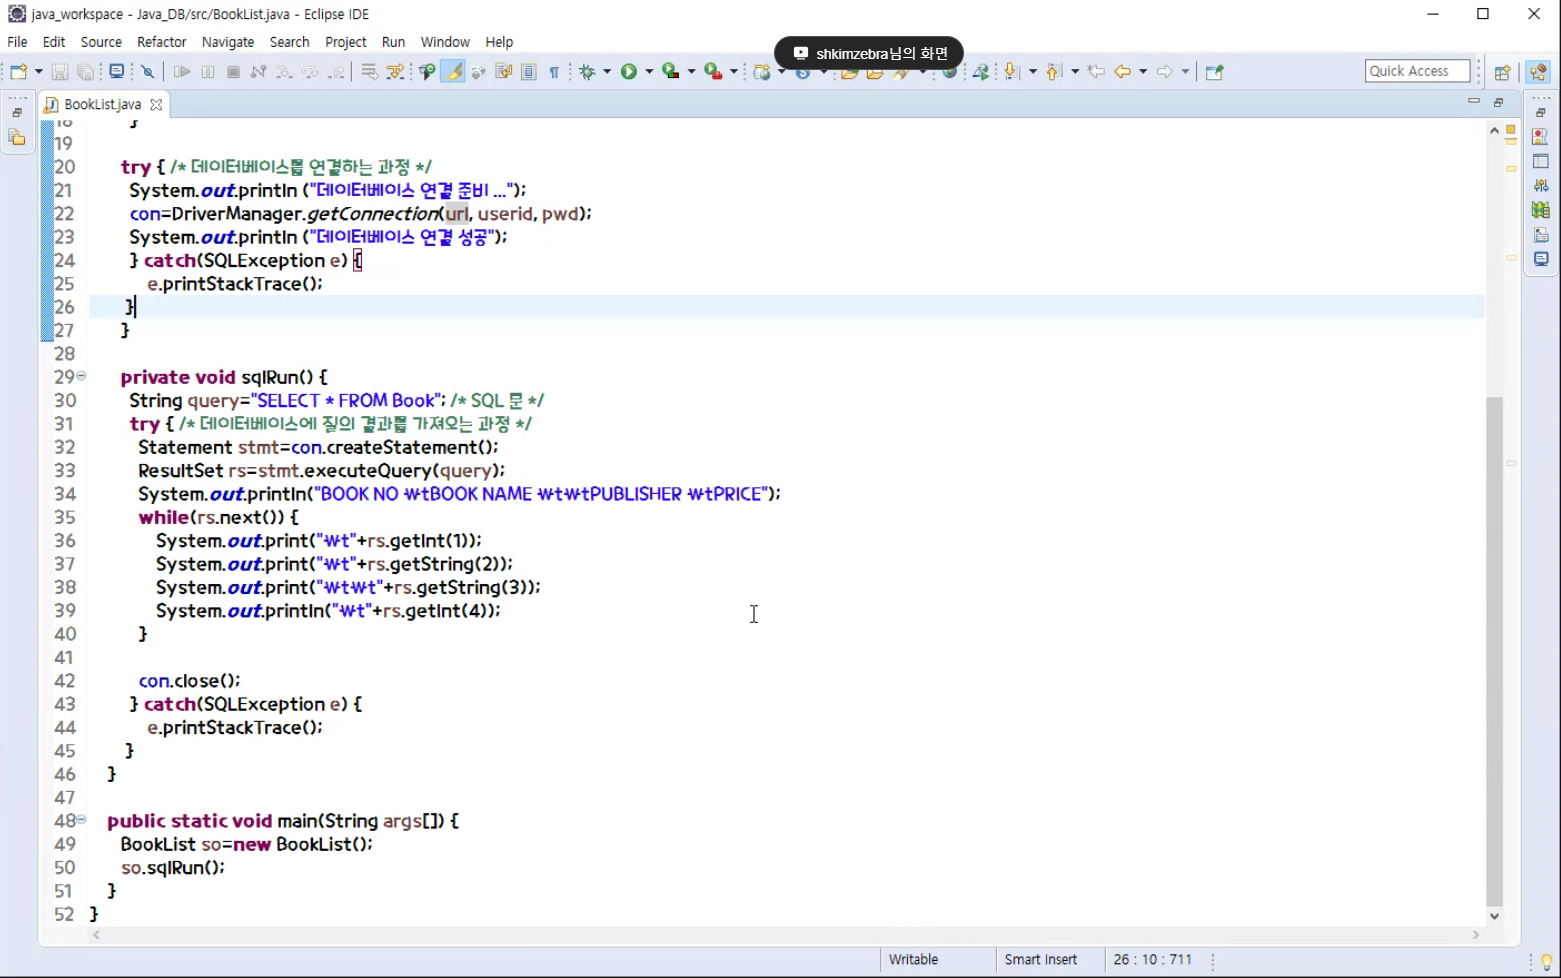 java_workspace - Java_DB/src/BookList.java - Eclipse IDE
File Edit Source Refactor Navigate Search Project Run Window Help
shkimzebra님의 화면
Quick Access
BookList.java
18 }
19
20 try { /* 데이터베이스를 연결하는 과정 */
21 System.out.println ("데이터베이스 연결 준비 ...");
22 con=DriverManager.getConnection(url, userid, pwd);
23 System.out.println ("데이터베이스 연결 성공");
24 } catch(SQLException e) {
25 e.printStackTrace();
26 }
27 }
28
29 private void sqlRun() {
30 String query="SELECT * FROM Book"; /* SQL 문 */
31 try { /* 데이터베이스에 질의 결과를 가져오는 과정 */
32 Statement stmt=con.createStatement();
33 ResultSet rs=stmt.executeQuery(query);
34 System.out.println("BOOK NO ₩tBOOK NAME ₩t₩tPUBLISHER ₩tPRICE");
35 while(rs.next()) {
36 System.out.print("₩t"+rs.getInt(1));
37 System.out.print("₩t"+rs.getString(2));
38 System.out.print("₩t₩t"+rs.getString(3));
39 System.out.println("₩t"+rs.getInt(4));
40 }
41
42 con.close();
43 } catch(SQLException e) {
44 e.printStackTrace();
45 }
46 }
47
48 public static void main(String args[]) {
49 BookList so=new BookList();
50 so.sqlRun();
51 }
52 }
Writable Smart Insert 26 : 10 : 711